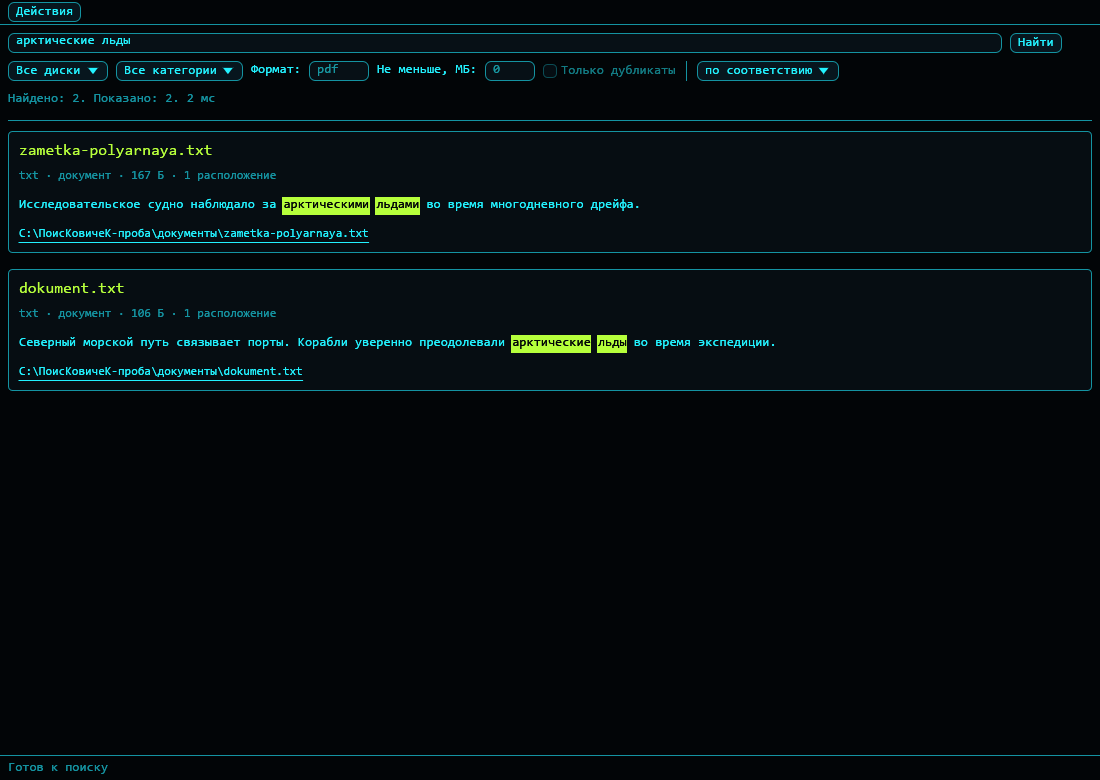 Действия
арктические льды Найти
Все диски ▼ Все категории ▼ Формат: pdf Не меньше, МБ: 0 Только дубликаты по соответствию ▼
Найдено: 2. Показано: 2. 2 мс
zametka-polyarnaya.txt
txt · документ · 167 Б · 1 расположение
Исследовательское судно наблюдало за арктическими льдами во время многодневного дрейфа.
C:\ПоисКовичеК-проба\документы\zametka-polyarnaya.txt
dokument.txt
txt · документ · 106 Б · 1 расположение
Северный морской путь связывает порты. Корабли уверенно преодолевали арктические льды во время экспедиции.
C:\ПоисКовичеК-проба\документы\dokument.txt
Готов к поиску